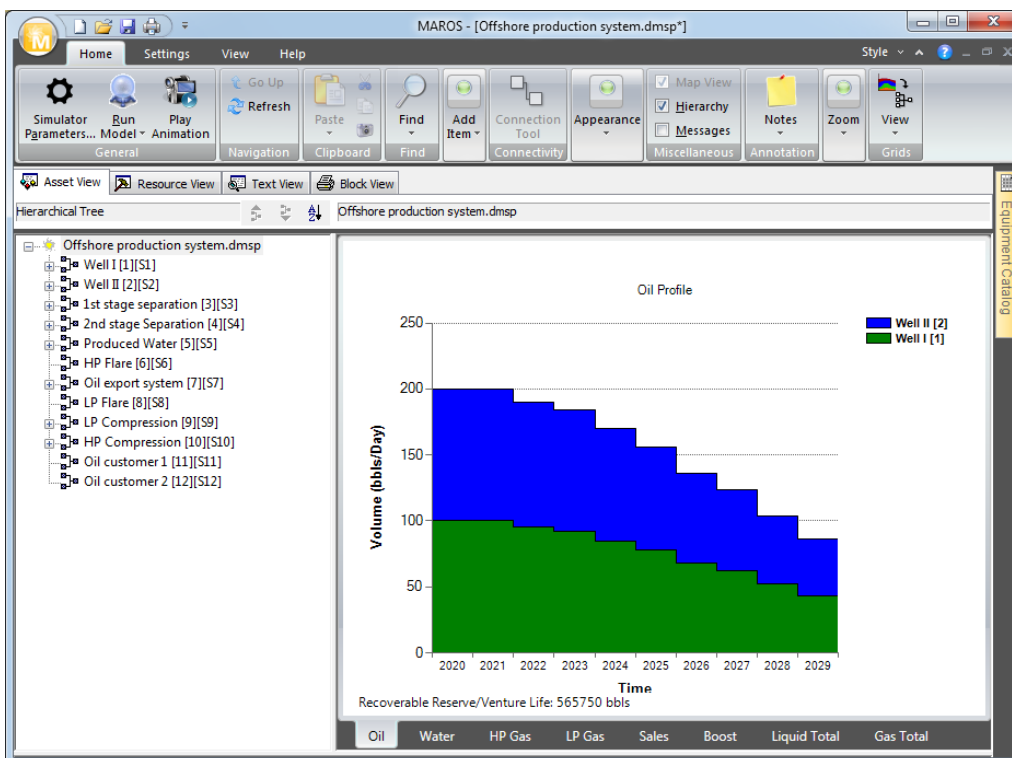 MAROS - [Offshore production system.dmsp*]
M
Home Settings View Help Style
Simulator Parameters... Run Model Play Animation
General
Go Up
Refresh
Navigation
Paste
Clipboard
Find
Find
Add Item
Connection Tool
Connectivity
Appearance
Map View
Hierarchy
Messages
Miscellaneous
Notes
Annotation
Zoom
View
Grids
Asset View Resource View Text View Block View
Hierarchical Tree Offshore production system.dmsp
Equipment Catalog
Offshore production system.dmsp
Well I [1][S1]
Well II [2][S2]
1st stage separation [3][S3]
2nd stage Separation [4][S4]
Produced Water [5][S5]
HP Flare [6][S6]
Oil export system [7][S7]
LP Flare [8][S8]
LP Compression [9][S9]
HP Compression [10][S10]
Oil customer 1 [11][S11]
Oil customer 2 [12][S12]
Oil Profile
Well II [2]
Well I [1]
Volume (bbls/Day)
250
200
150
100
50
0
2020 2021 2022 2023 2024 2025 2026 2027 2028 2029
Time
Recoverable Reserve/Venture Life: 565750 bbls
Oil Water HP Gas LP Gas Sales Boost Liquid Total Gas Total